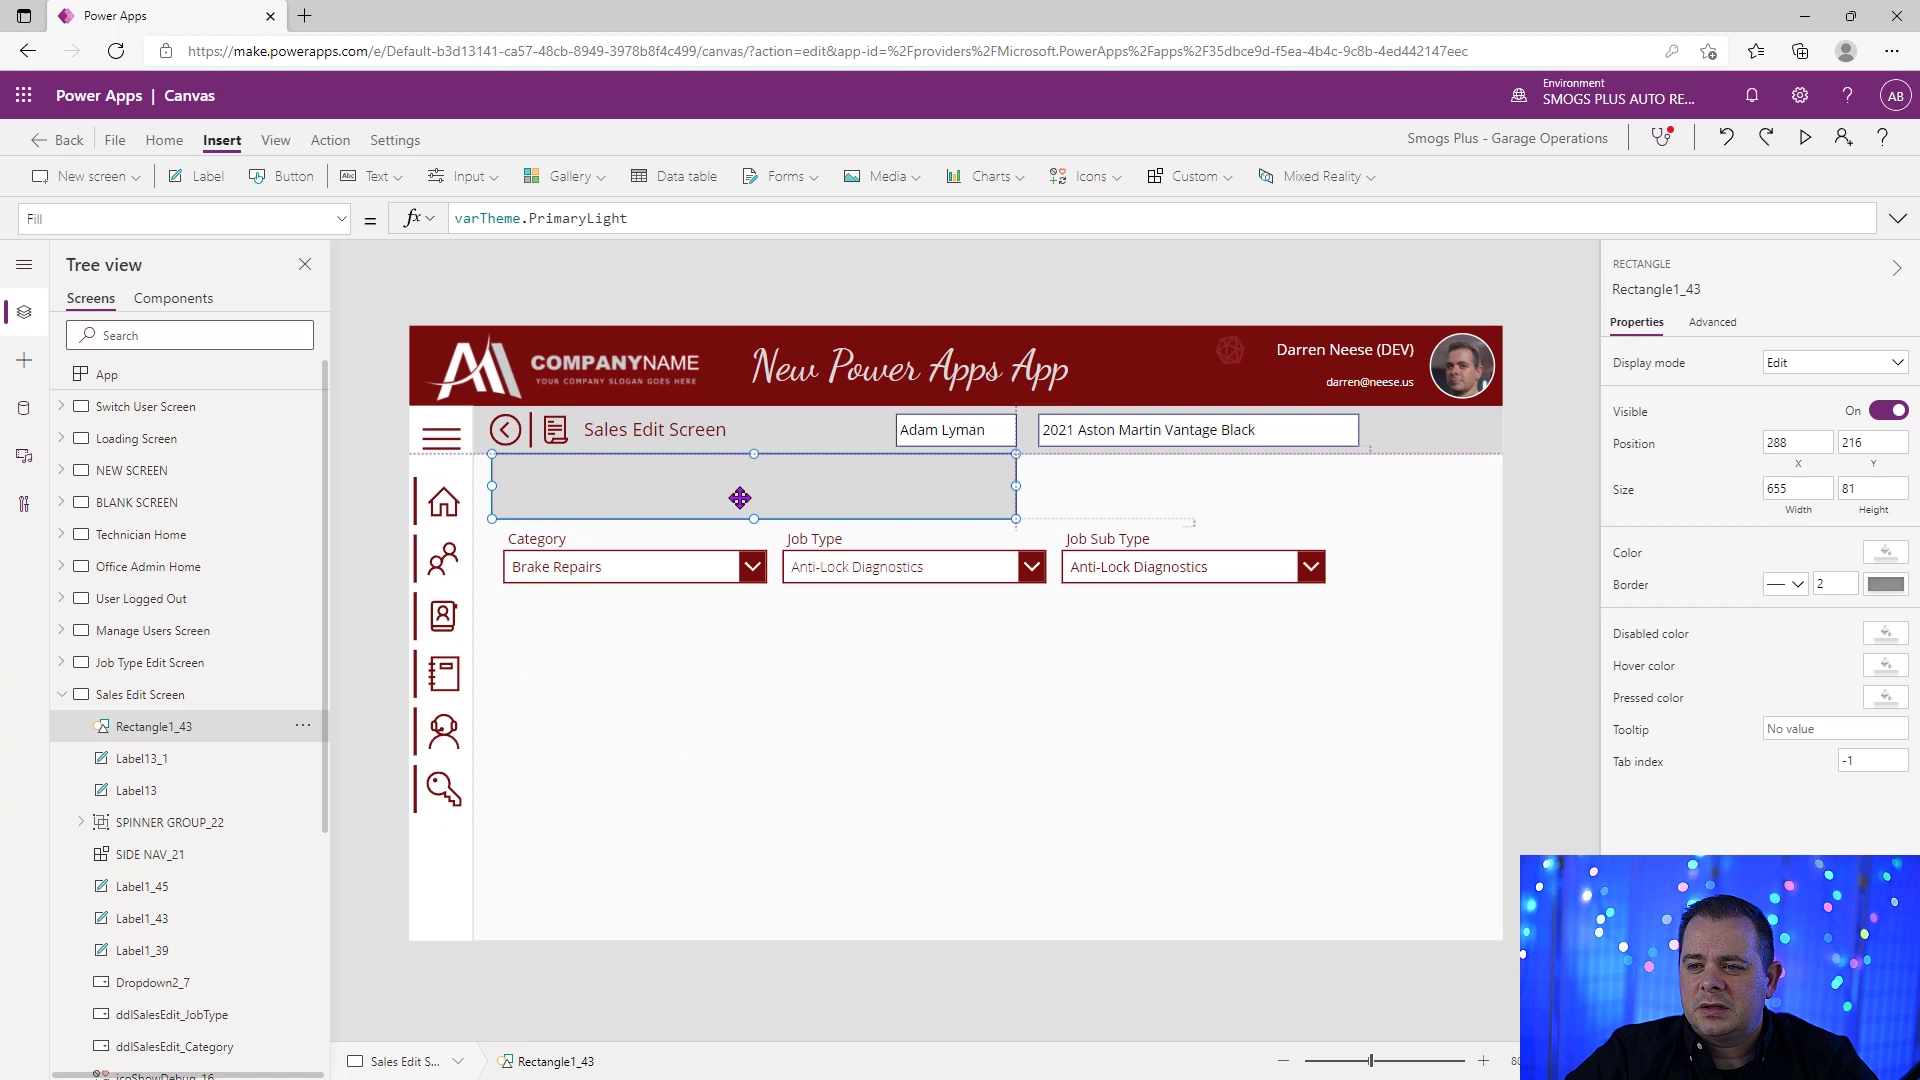 Power Apps
https://make.powerapps.com/e/Default-b3d13141-ca57-48cb-8949-3978b8f4c499/canvas/?action=edit&app-id=%2Fproviders%2FMicrosoft.PowerApps%2Fapps%2F35dbce9d-f5ea-4b4c-9c8b-4ed442147eec
Power Apps | Canvas
Environment
SMOGS PLUS AUTO RE...
AB
Back File Home Insert View Action Settings
Smogs Plus - Garage Operations
New screen Label Button Text Input Gallery Data table Forms Media Charts Icons Custom Mixed Reality
Fill = fx varTheme.PrimaryLight
Tree view
Screens Components
Search
App
Switch User Screen
Loading Screen
NEW SCREEN
BLANK SCREEN
Technician Home
Office Admin Home
User Logged Out
Manage Users Screen
Job Type Edit Screen
Sales Edit Screen
Rectangle1_43
Label13_1
Label13
SPINNER GROUP_22
SIDE NAV_21
Label1_45
Label1_43
Label1_39
Dropdown2_7
ddlSalesEdit_JobType
ddlSalesEdit_Category
icoShowDebug_16
COMPANYNAME
YOUR COMPANY SLOGAN GOES HERE
New Power Apps App
Darren Neese (DEV)
darren@neese.us
Sales Edit Screen
Adam Lyman
2021 Aston Martin Vantage Black
Category Job Type Job Sub Type
Brake Repairs Anti-Lock Diagnostics Anti-Lock Diagnostics
Sales Edit S...
Rectangle1_43
80
RECTANGLE
Rectangle1_43
Properties Advanced
Display mode Edit
Visible On
Position 288 216
X Y
Size 655 81
Width Height
Color
Border 2
Disabled color
Hover color
Pressed color
Tooltip No value
Tab index -1